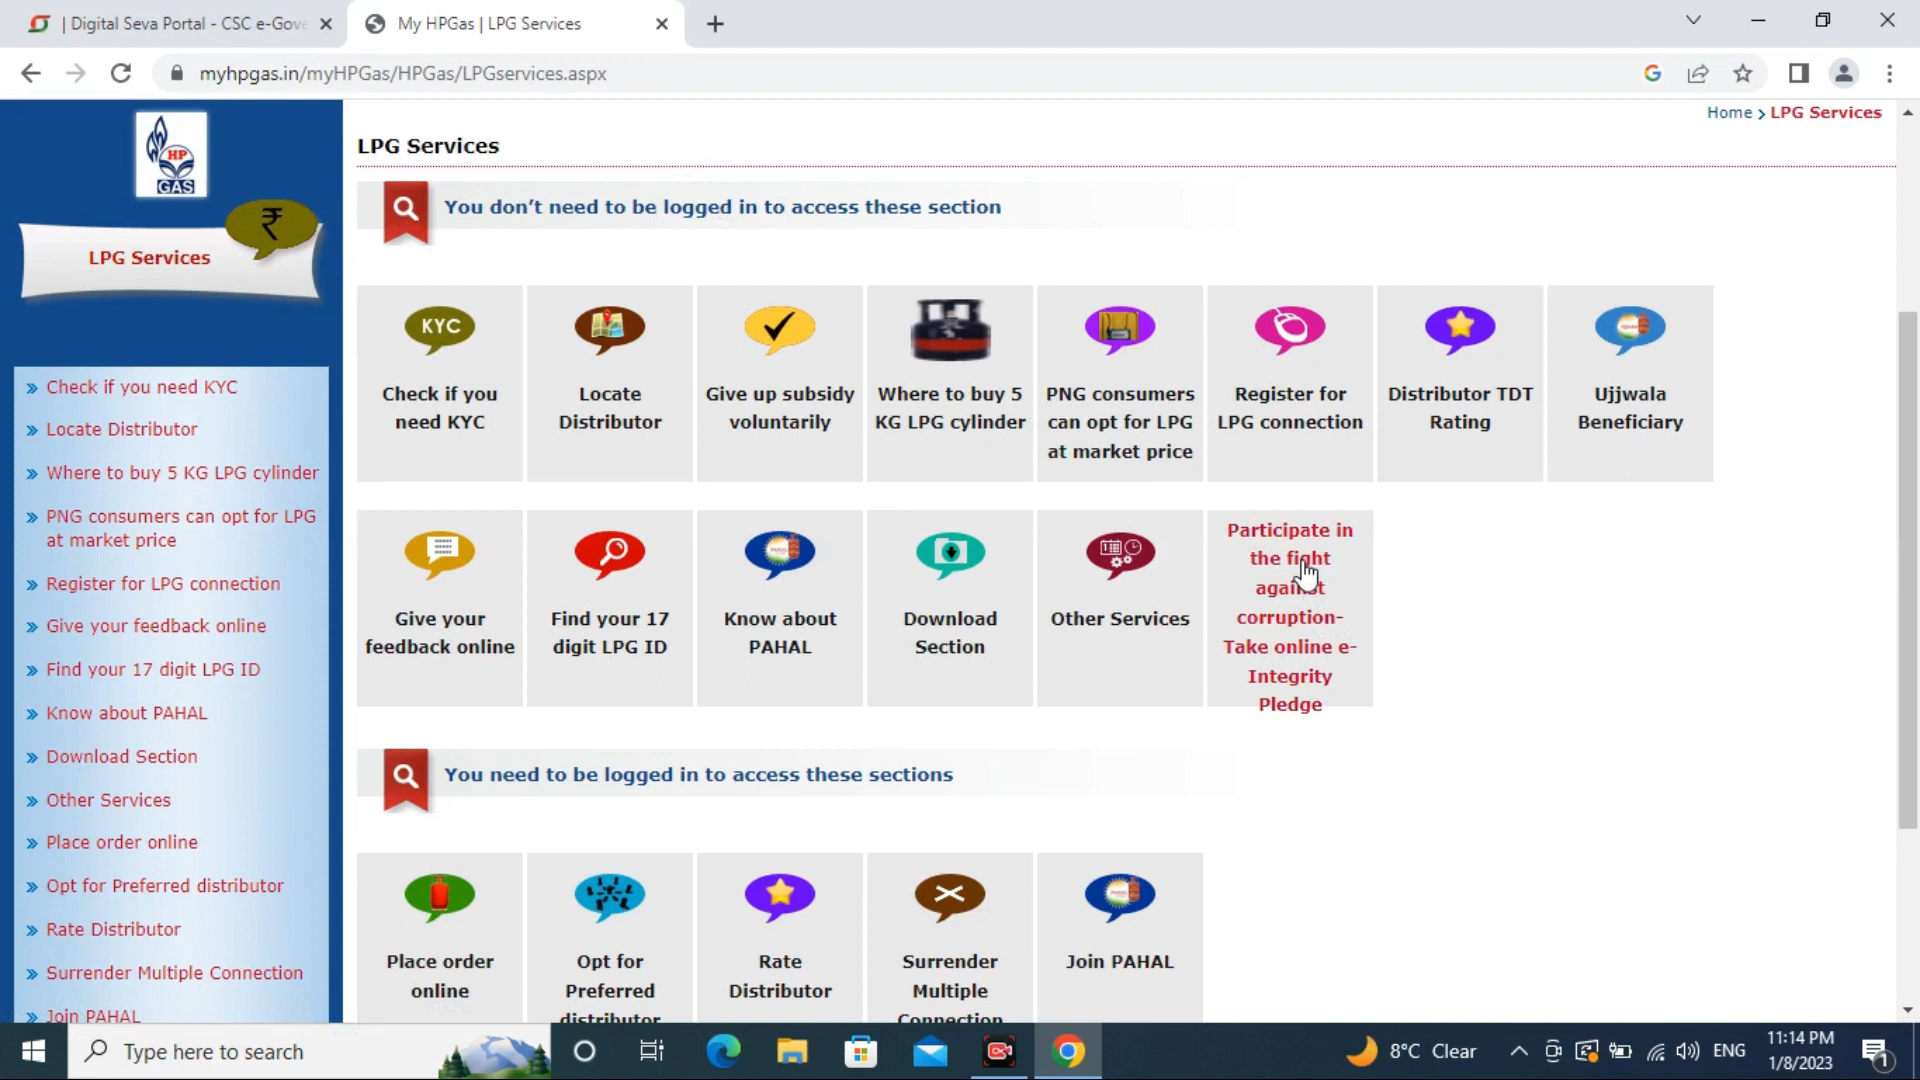 | Digital Seva Portal - CSC e-Gove
My HPGas | LPG Services
myhpgas.in/myHPGas/HPGas/LPGservices.aspx
HP
GAS
₹
LPG Services
» Check if you need KYC
» Locate Distributor
» Where to buy 5 KG LPG cylinder
» PNG consumers can opt for LPG
at market price
» Register for LPG connection
» Give your feedback online
» Find your 17 digit LPG ID
» Know about PAHAL
» Download Section
» Other Services
» Place order online
» Opt for Preferred distributor
» Rate Distributor
» Surrender Multiple Connection
» Join PAHAL
Home > LPG Services
LPG Services
You don’t need to be logged in to access these section
KYC
Check if you
need KYC
Locate
Distributor
Give up subsidy
voluntarily
Where to buy 5
KG LPG cylinder
PNG consumers
can opt for LPG
at market price
Register for
LPG connection
Distributor TDT
Rating
Ujjwala
Beneficiary
Give your
feedback online
Find your 17
digit LPG ID
Know about
PAHAL
Download
Section
Other Services
Participate in
the fight
against
corruption-
Take online e-
Integrity
Pledge
You need to be logged in to access these sections
Place order
online
Opt for
Preferred
distributor
Rate
Distributor
Surrender
Multiple
Connection
Join PAHAL
Type here to search
8°C Clear
ENG
11:14 PM
1/8/2023
1